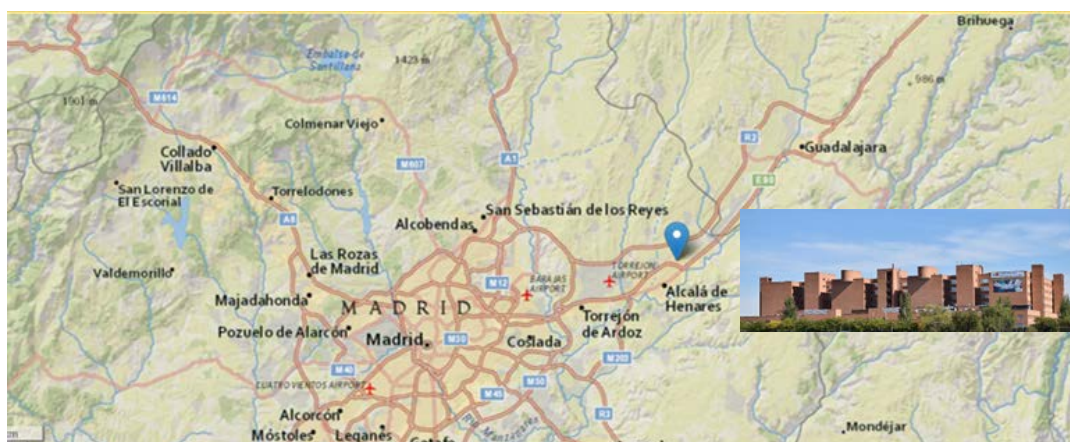 Brihuega
Embalse de
Santillana
1423 m
986 m
1901 m
M614
Colmenar Viejo
R2
Collado
Villalba
M607
A1
Guadalajara
San Lorenzo de
El Escorial
Torrelodones
E90
A6
San Sebastián de los Reyes
Alcobendas
Las Rozas
de Madrid
Valdemorillo
BARAJAS
AIRPORT
TORREJON
AIRPORT
M12
Alcalá de
Henares
Majadahonda
MADRID
Torrejón
de Ardoz
Pozuelo de Alarcón
Madrid
M30
Coslada
M203
M40
CUATRO VIENTOS AIRPORT
M50
M45
R3
Alcorcón
Móstoles
Leganés
Mondéjar